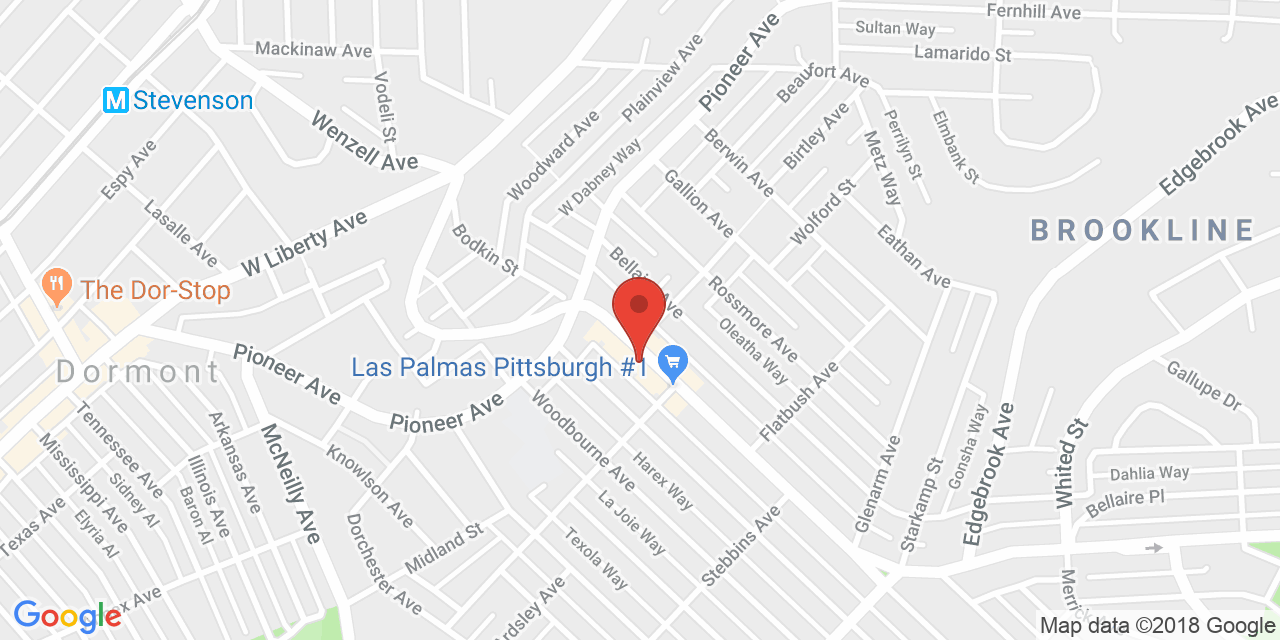 Fernhill Ave
Sultan Way
Lamarido St
Mackinaw Ave
Vodeli St
Pioneer Ave
Plainview Ave
Beaufort Ave
M Stevenson
Wenzell Ave
Woodward Ave
W Dabney Way
Berwin Ave
Birtley Ave
Perrilyn St
Metz Way
Elmbank St
Edgebrook Ave
Espy Ave
Lasalle Ave
W Liberty Ave
Bodkin St
Gallion Ave
Wolford St
Eathan Ave
BROOKLINE
The Dor-Stop
Rossmore Ave
Oleatha Way
Dormont
Las Palmas Pittsburgh #1
Pioneer Ave
Pioneer Ave
Flatbush Ave
Gallupe Dr
Tennessee Ave
Mississippi Ave
Sidney Al
Elyria Al
Texas Ave
Arkansas Ave
Illinois Ave
Baron Al
McNeilly Ave
Knowlson Ave
Dorchester Ave
Midland St
Woodbourne Ave
Harex Way
La Joie Way
Texola Way
Stebbins Ave
Glenarm Ave
Starkamp St
Gonsha Way
Edgebrook Ave
Whited St
Dahlia Way
Bellaire Pl
Google
Map data ©2018 Google